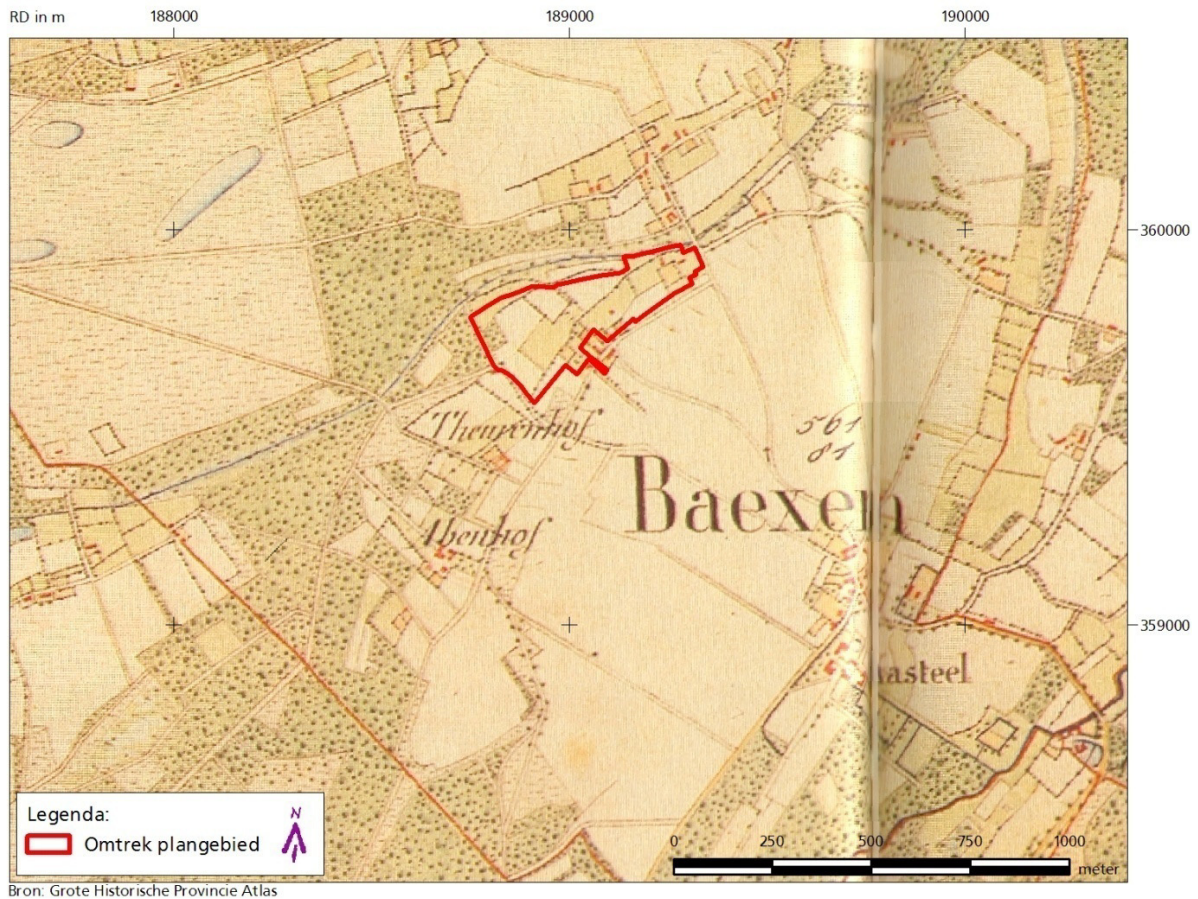 RD in m
188000
189000
190000
360000
Theurenhof
561
81
Baexem
Abenhof
359000
Kasteel
Legenda:
Omtrek plangebied
N
0 250 500 750 1000
meter
Bron: Grote Historische Provincie Atlas